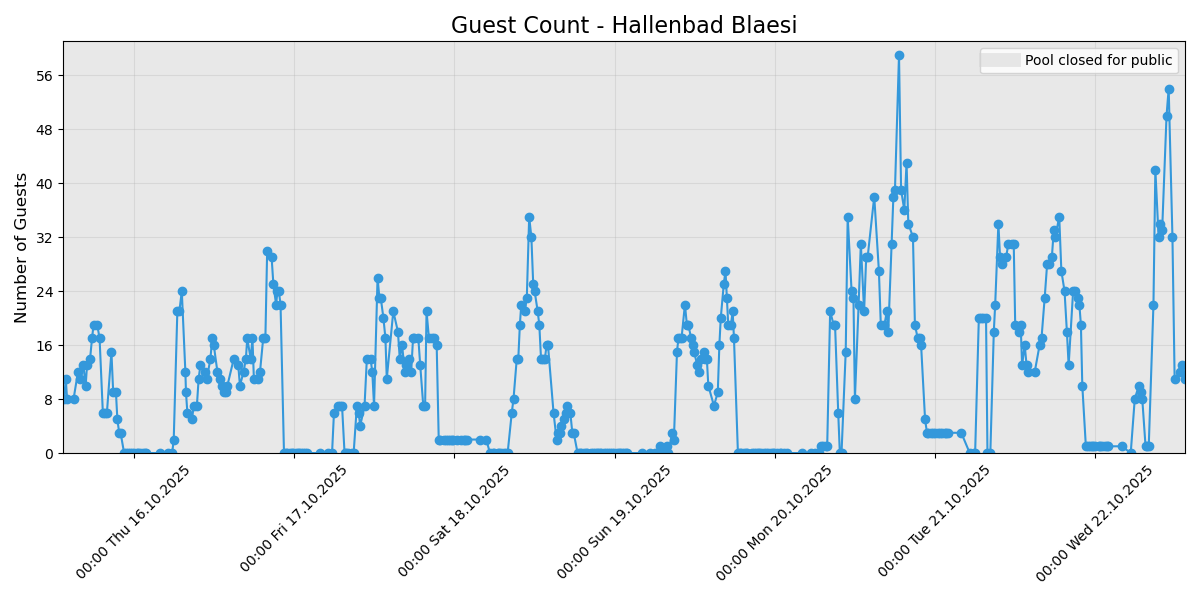 Guest Count - Hallenbad Blaesi
Pool closed for public
Number of Guests
56
48
40
32
24
16
8
0
00:00 Thu 16.10.2025
00:00 Fri 17.10.2025
00:00 Sat 18.10.2025
00:00 Sun 19.10.2025
00:00 Mon 20.10.2025
00:00 Tue 21.10.2025
00:00 Wed 22.10.2025